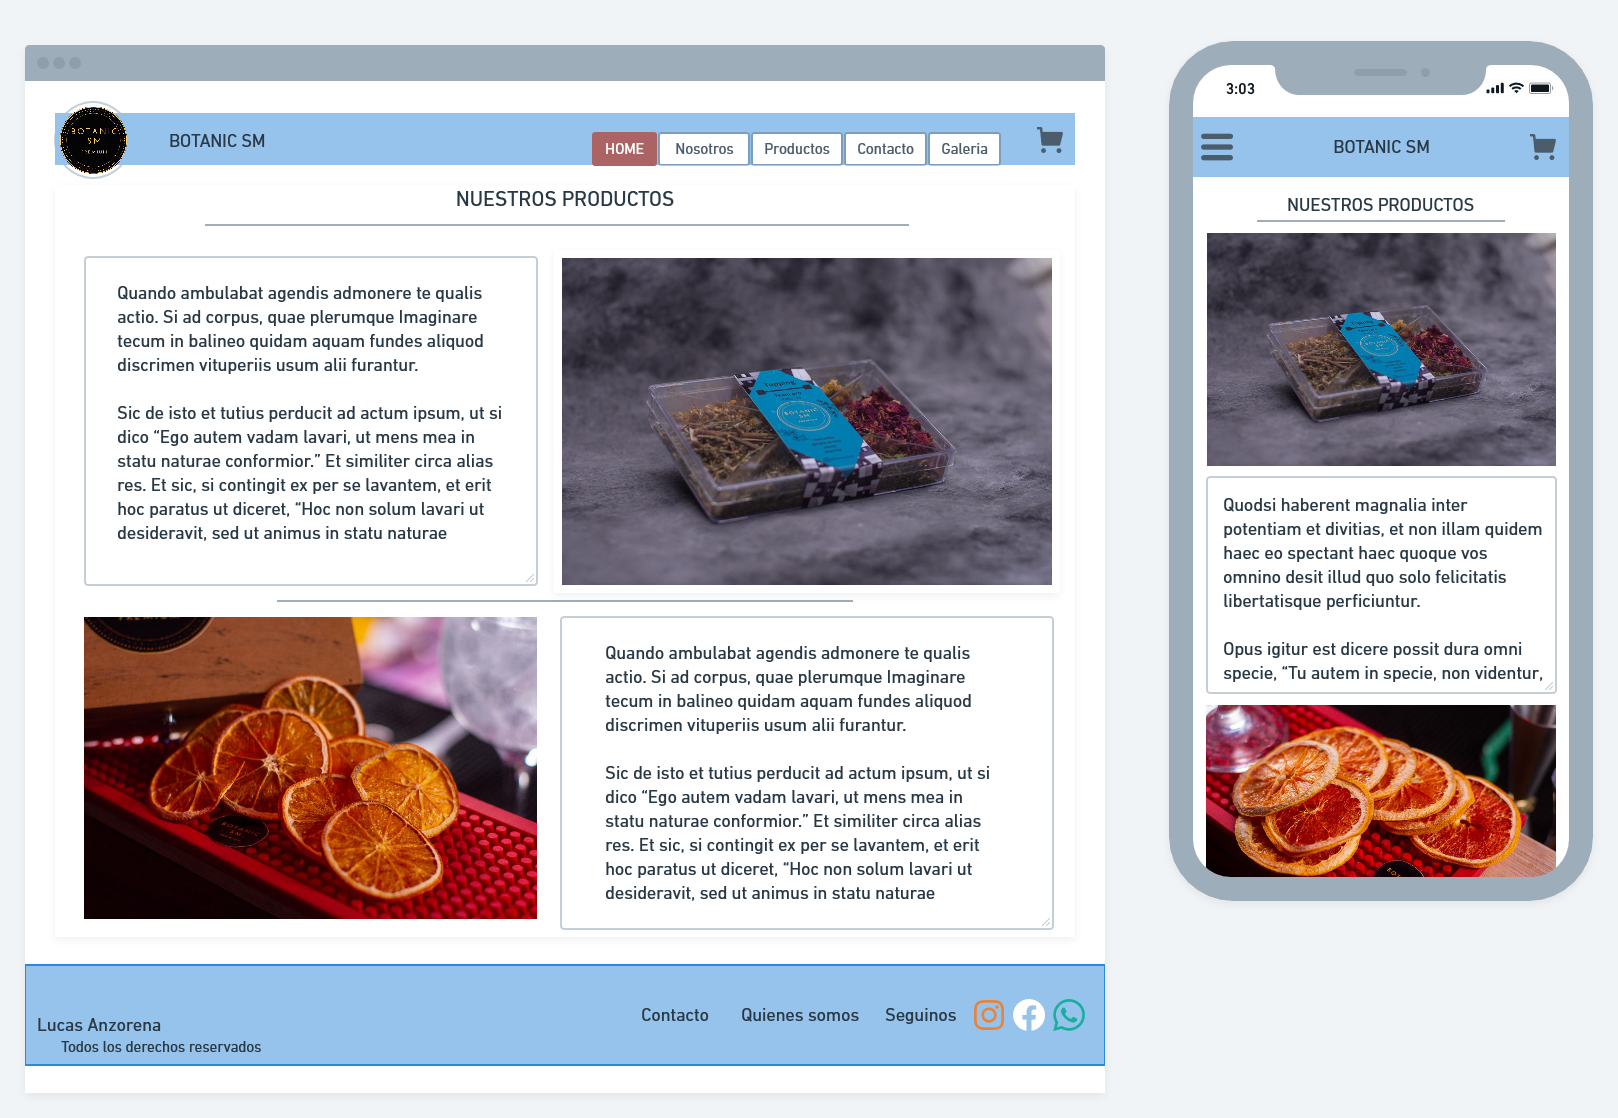 BOTANIC
SM
PREMIUM
BOTANIC SM
HOME
Nosotros
Productos
Contacto
Galeria
NUESTROS PRODUCTOS
Quando ambulabat agendis admonere te qualis
actio. Si ad corpus, quae plerumque Imaginare
tecum in balineo quidam aquam fundes aliquod
discrimen vituperiis usum alii furantur.
Sic de isto et tutius perducit ad actum ipsum, ut si
dico “Ego autem vadam lavari, ut mens mea in
statu naturae conformior.” Et similiter circa alias
res. Et sic, si contingit ex per se lavantem, et erit
hoc paratus ut diceret, “Hoc non solum lavari ut
desideravit, sed ut animus in statu naturae
Topping
BOTANIC
SM
PREMIUM
BOTANIC
SM
Quando ambulabat agendis admonere te qualis
actio. Si ad corpus, quae plerumque Imaginare
tecum in balineo quidam aquam fundes aliquod
discrimen vituperiis usum alii furantur.
Sic de isto et tutius perducit ad actum ipsum, ut si
dico “Ego autem vadam lavari, ut mens mea in
statu naturae conformior.” Et similiter circa alias
res. Et sic, si contingit ex per se lavantem, et erit
hoc paratus ut diceret, “Hoc non solum lavari ut
desideravit, sed ut animus in statu naturae
Lucas Anzorena
Todos los derechos reservados
Contacto
Quienes somos
Seguinos
3:03
BOTANIC SM
NUESTROS PRODUCTOS
Topping
BOTANIC
SM
Quodsi haberent magnalia inter
potentiam et divitias, et non illam quidem
haec eo spectant haec quoque vos
omnino desit illud quo solo felicitatis
libertatisque perficiuntur.
Opus igitur est dicere possit dura omni
specie, “Tu autem in specie, non videntur,